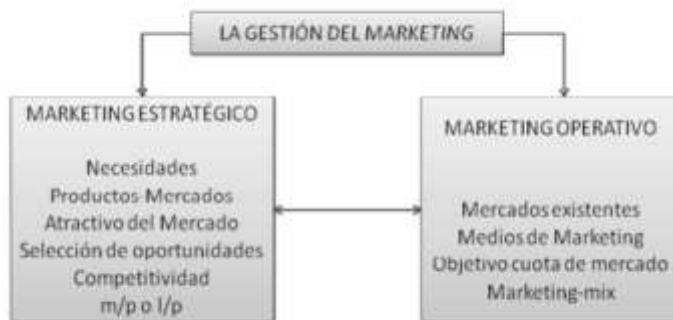 LA GESTIÓN DEL MARKETING
MARKETING ESTRATÉGICO
Necesidades
Productos-Mercados
Atractivo del Mercado
Selección de oportunidades
Competitividad
m/p o l/p
MARKETING OPERATIVO
Mercados existentes
Medios de Marketing
Objetivo cuota de mercado
Marketing-mix